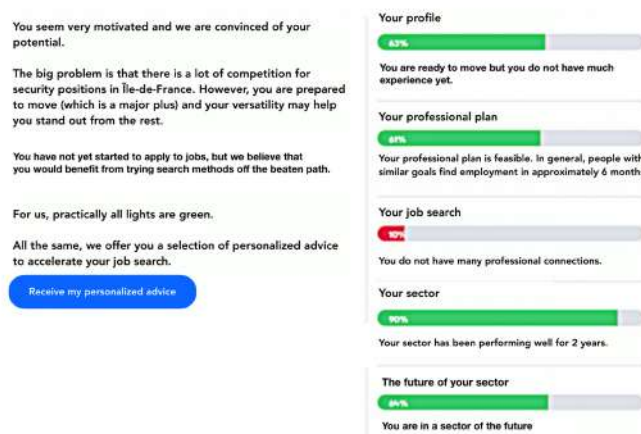 You seem very motivated and we are convinced of your
potential.
The big problem is that there is a lot of competition for
security positions in Île-de-France. However, you are prepared
to move (which is a major plus) and your versatility may help
you stand out from the rest.
You have not yet started to apply to jobs, but we believe that
you would benefit from trying search methods off the beaten path.
For us, practically all lights are green.
All the same, we offer you a selection of personalized advice
to accelerate your job search.
Receive my personalized advice
Your profile
63%
You are ready to move but you do not have much
experience yet.
Your professional plan
61%
Your professional plan is feasible. In general, people with
similar goals find employment in approximately 6 month
Your job search
10%
You do not have many professional connections.
Your sector
90%
Your sector has been performing well for 2 years.
The future of your sector
64%
You are in a sector of the future